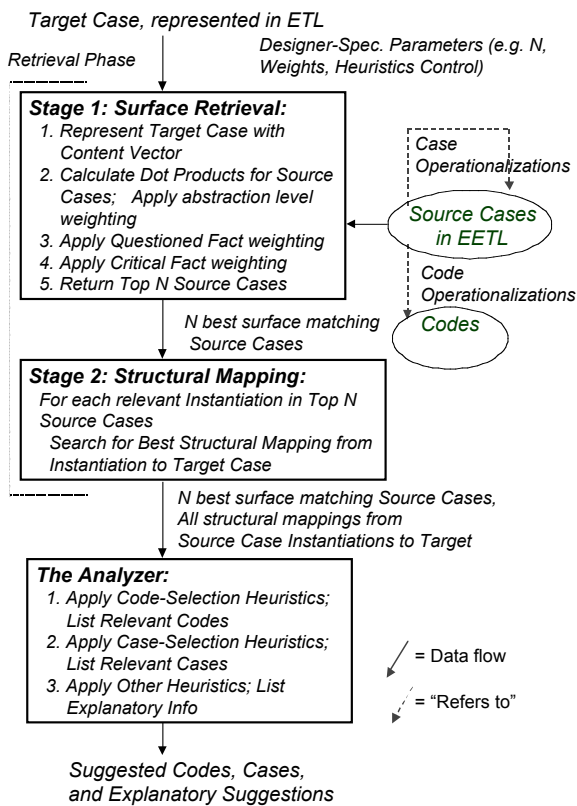 Target Case, represented in ETL
Designer-Spec. Parameters (e.g. N,
Weights, Heuristics Control)
Retrieval Phase
Stage 1: Surface Retrieval:
1. Represent Target Case with
Content Vector
2. Calculate Dot Products for Source
Cases; Apply abstraction level
weighting
3. Apply Questioned Fact weighting
4. Apply Critical Fact weighting
5. Return Top N Source Cases
Case
Operationalizations
Source Cases
in EETL
Code
Operationalizations
Codes
N best surface matching
Source Cases
Stage 2: Structural Mapping:
For each relevant Instantiation in Top N
Source Cases
Search for Best Structural Mapping from
Instantiation to Target Case
N best surface matching Source Cases,
All structural mappings from
Source Case Instantiations to Target
The Analyzer:
1. Apply Code-Selection Heuristics;
List Relevant Codes
2. Apply Case-Selection Heuristics;
List Relevant Cases
3. Apply Other Heuristics; List
Explanatory Info
= Data flow
= “Refers to”
Suggested Codes, Cases,
and Explanatory Suggestions